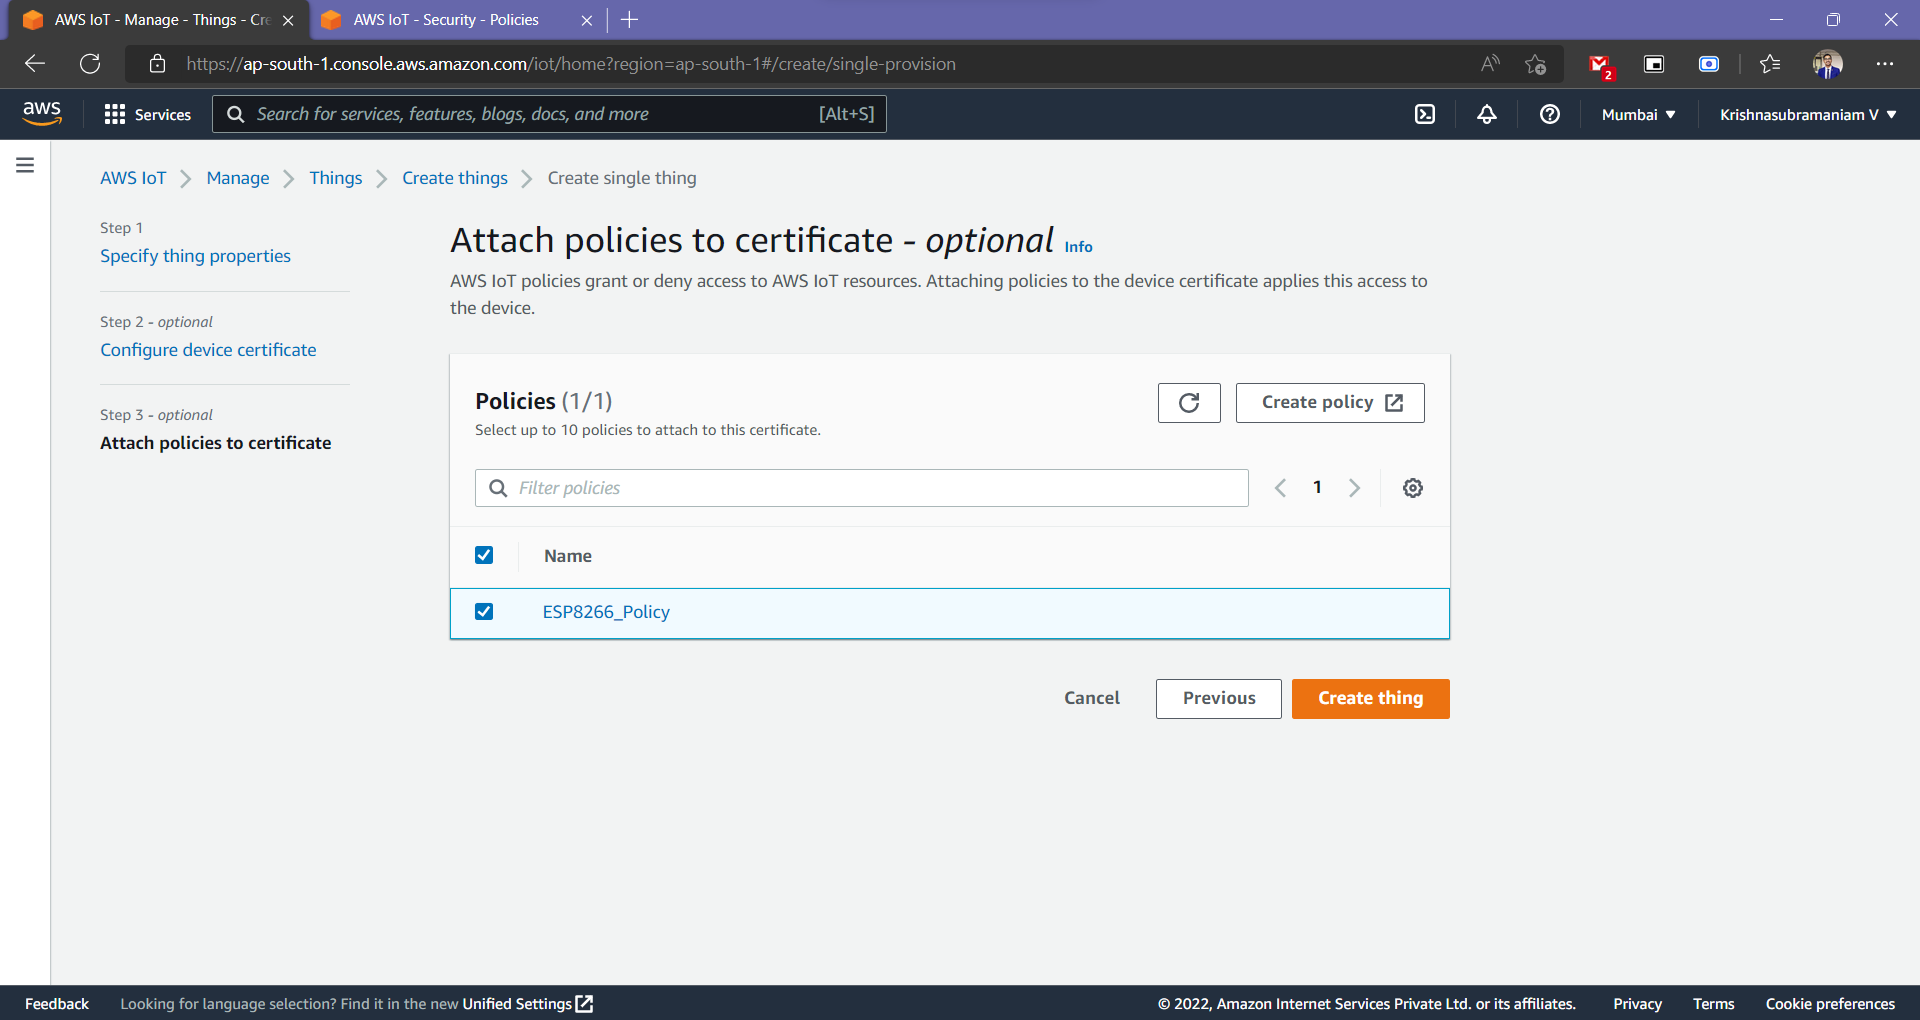 AWS IoT - Manage - Things - Cre
AWS IoT - Security - Policies
https://ap-south-1.console.aws.amazon.com/iot/home?region=ap-south-1#/create/single-provision
2
aws
Services
Search for services, features, blogs, docs, and more
[Alt+S]
Mumbai
Krishnasubramaniam V
AWS IoT
Manage
Things
Create things
Create single thing
Step 1
Specify thing properties
Step 2 - optional
Configure device certificate
Step 3 - optional
Attach policies to certificate
Attach policies to certificate - optional Info
AWS IoT policies grant or deny access to AWS IoT resources. Attaching policies to the device certificate applies this access to
the device.
Policies (1/1)
Select up to 10 policies to attach to this certificate.
Create policy
Filter policies
1
Name
ESP8266_Policy
Cancel
Previous
Create thing
Feedback
Looking for language selection? Find it in the new Unified Settings
© 2022, Amazon Internet Services Private Ltd. or its affiliates.
Privacy
Terms
Cookie preferences